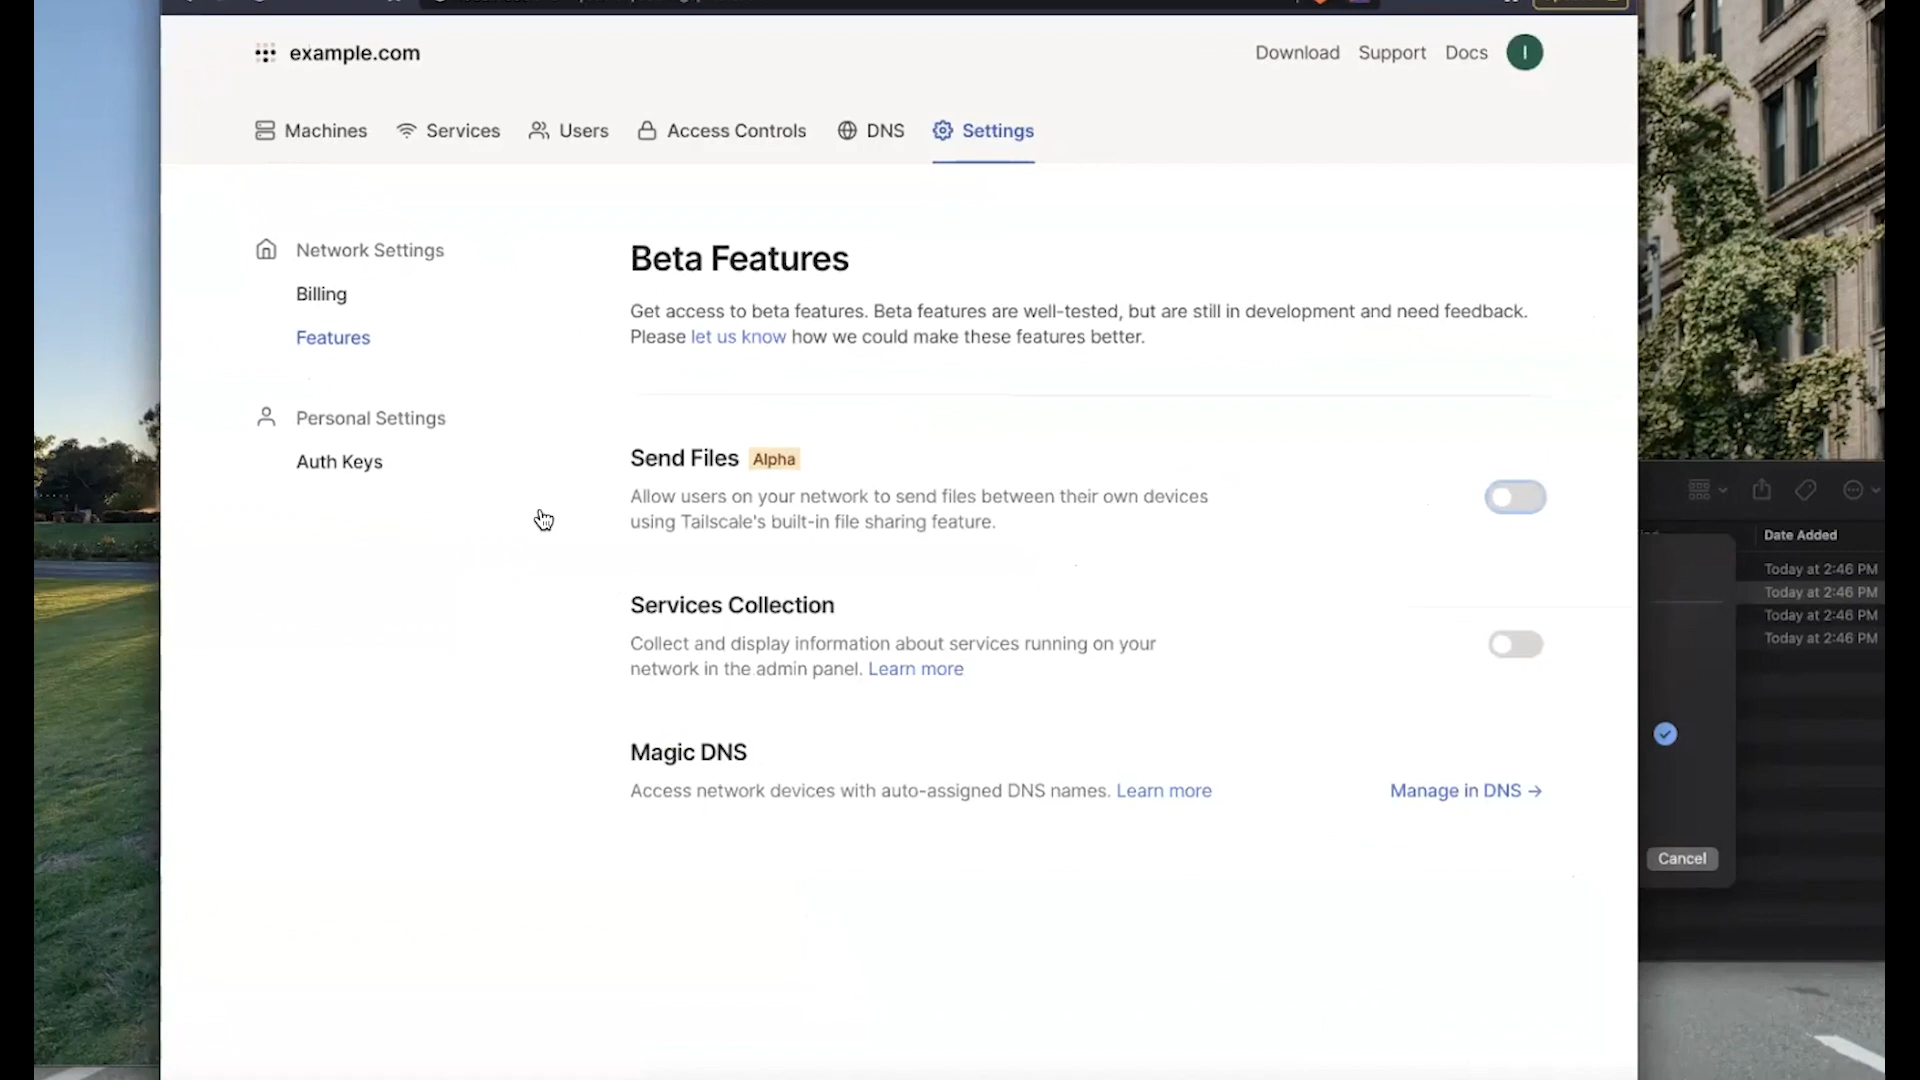 example.com
Download Support Docs I
Machines Services Users Access Controls DNS Settings
Network Settings
Billing
Features
Personal Settings
Auth Keys
Beta Features
Get access to beta features. Beta features are well-tested, but are still in development and need feedback.
Please let us know how we could make these features better.
Send Files Alpha
Allow users on your network to send files between their own devices
using Tailscale's built-in file sharing feature.
Services Collection
Collect and display information about services running on your
network in the admin panel. Learn more
Magic DNS
Access network devices with auto-assigned DNS names. Learn more
Manage in DNS →
Date Added
Today at 2:46 PM
Today at 2:46 PM
Today at 2:46 PM
Today at 2:46 PM
Cancel